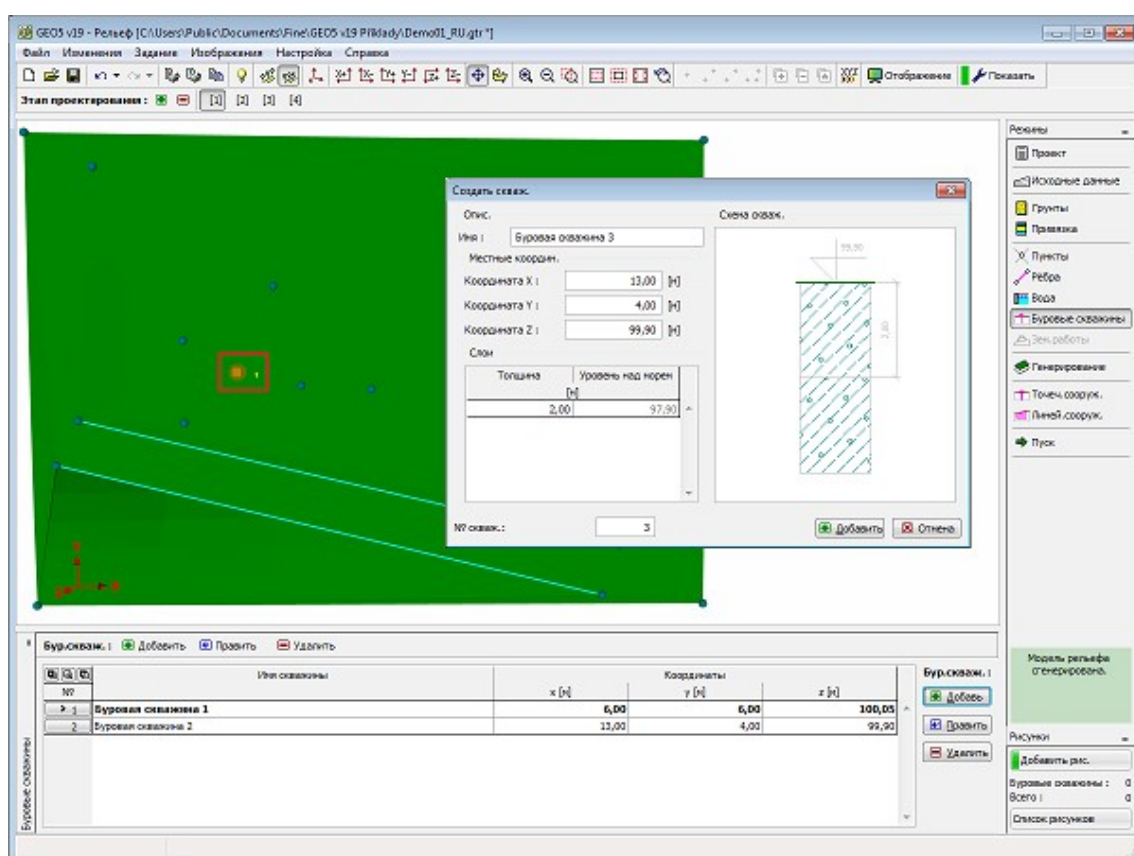 GEO5 v19 - Рельеф [C:\Users\Public\Documents\Fine\GEO5 v19 Příklady\Demo01_RU.gtr *]
Файл Изменения Задание Изображения Настройка Справка
Отображение Показать
Этап проектирования : [1] [2] [3] [4]
Режимы
Проект
Исходные данные
Грунты
Привязка
Пункты
Рёбра
Вода
Буровые скважины
Зем.работы
Генерирование
Точеч.сооруж.
Линей.сооруж.
Пуск
Создать скваж.
Опис.
Имя : Буровая скважина 3
Местные координ.
Координата X : 13,00 [м]
Координата Y : 4,00 [м]
Координата Z : 99,90 [м]
Слои
Толщина Уровень над морем
[м]
2,00 97,90
№ скваж.: 3
Схема скваж.
99,90
2,00
Добавить Отмена
1
Бур.скваж. : Добавить Править Удалить
№ Имя скважины Координаты
x [м] y [м] z [м]
1 Буровая скважина 1 6,00 6,00 100,05
2 Буровая скважина 2 13,00 4,00 99,90
Бур.скваж. :
Добавь
Править
Удалить
Буровые скважины
Модель рельефа сгенерирована.
Рисунки
Добавить рис.
Буровые скважины : 0
Всего : 0
Список рисунков